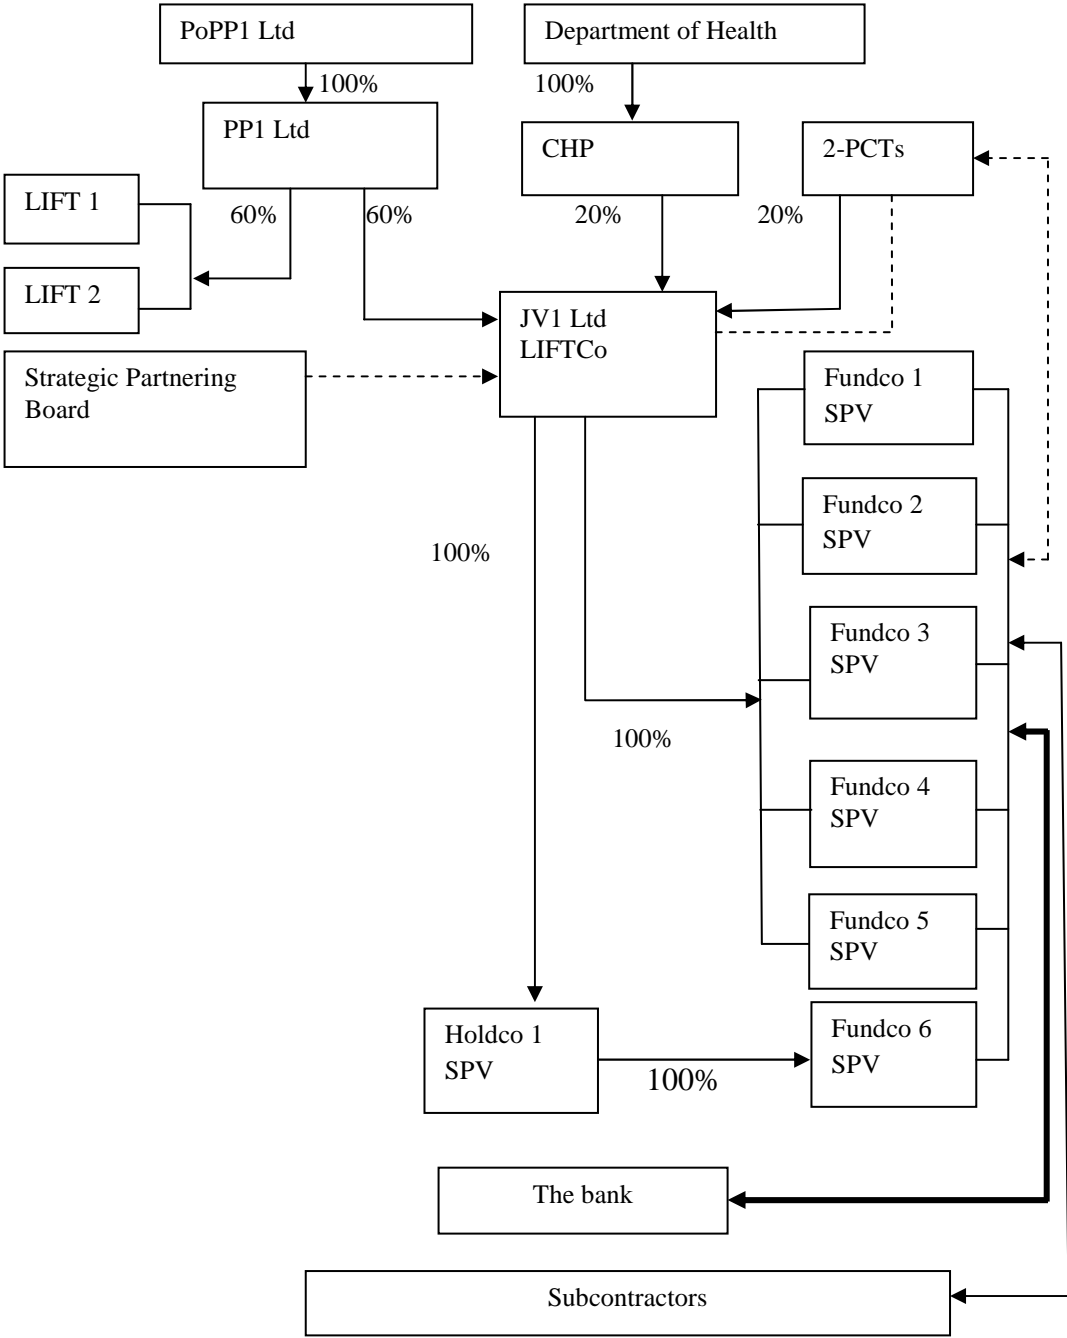 PoPP1 Ltd
Department of Health
100%
100%
PP1 Ltd
CHP
2-PCTs
LIFT 1
60%
60%
20%
20%
LIFT 2
JV1 Ltd
LIFTCo
Strategic Partnering
Board
Fundco 1
SPV
Fundco 2
SPV
100%
Fundco 3
SPV
100%
Fundco 4
SPV
Fundco 5
SPV
Holdco 1
SPV
Fundco 6
SPV
100%
The bank
Subcontractors